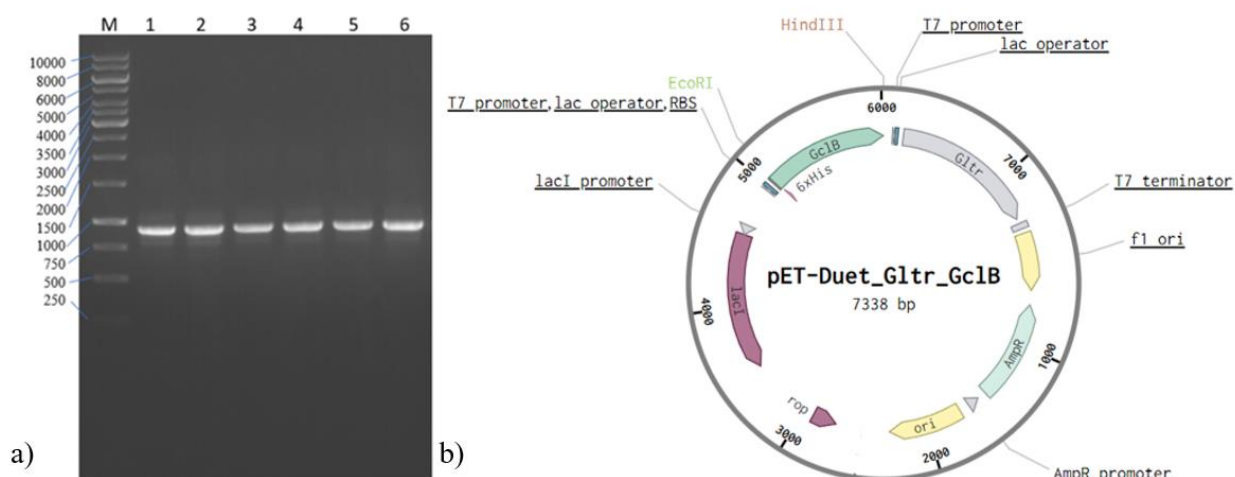 M 1 2 3 4 5 6
10000
8000
6000
5000
4000
3500
3000
2500
2000
1500
1000
750
500
250
a)
HindIII
T7 promoter
lac operator
EcoRI
T7 promoter, lac operator, RBS
6000
GclB
Gltr
7000
5000
6xHis
lacI promoter
T7 terminator
f1 ori
pET-Duet_Gltr_GclB
7338 bp
lacI
4000
AmpR
1000
rop
ori
3000
2000
AmpR promoter
b)